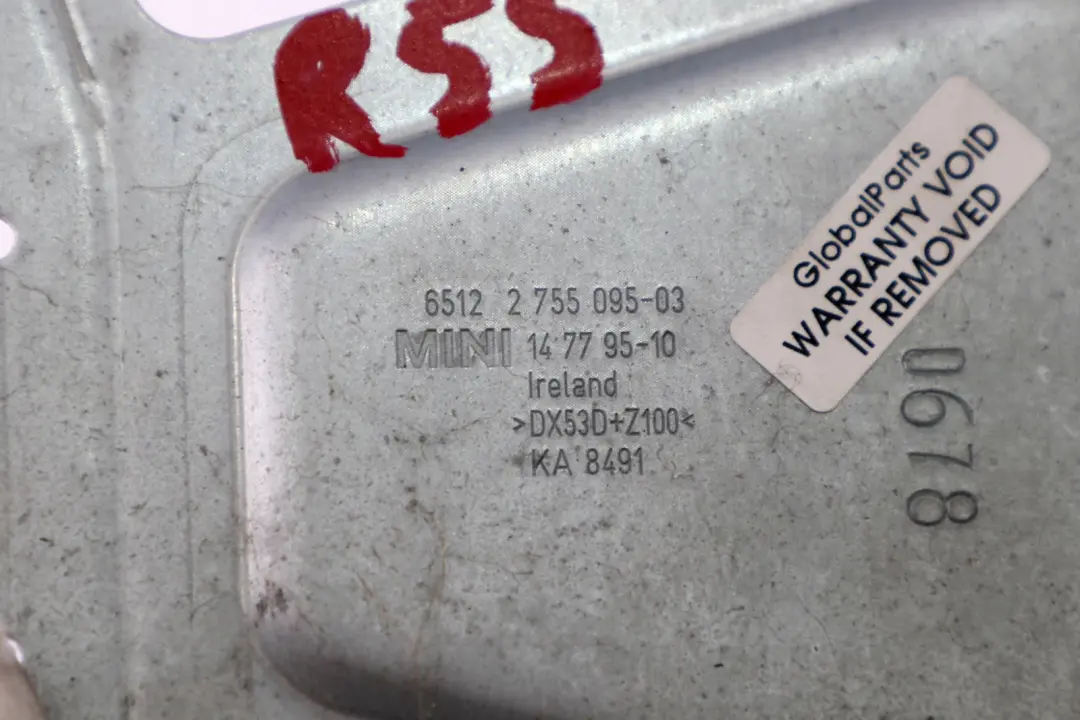 R55
GlobalParts
WARRANTY VOID
IF REMOVED
6512 2 755 095-03
MINI 14 77 95-10
Ireland
>DX53D+Z100<
KA 8491
0678